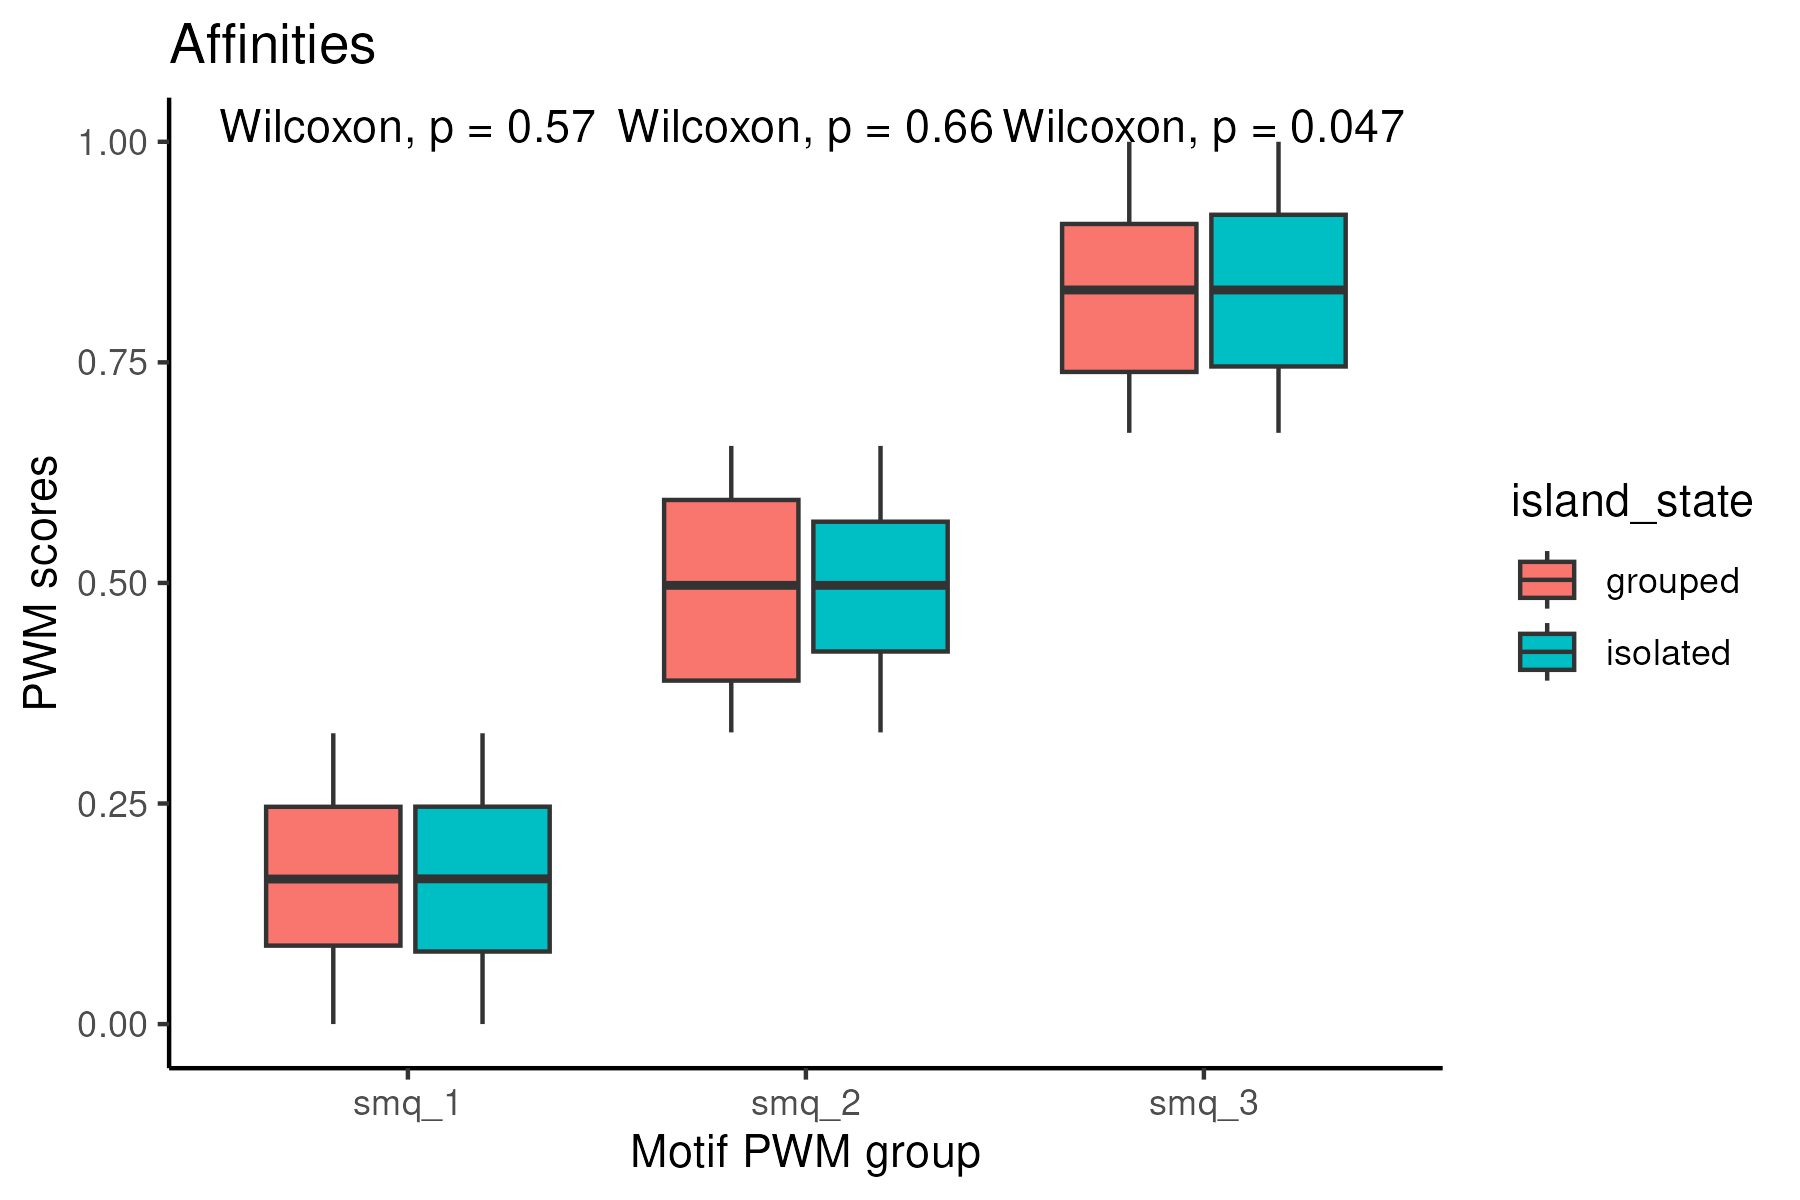 Affinities
Wilcoxon, p = 0.57
Wilcoxon, p = 0.66
Wilcoxon, p = 0.047
1.00
0.75
0.50
0.25
0.00
PWM scores
smq_1
smq_2
smq_3
Motif PWM group
island_state
grouped
isolated